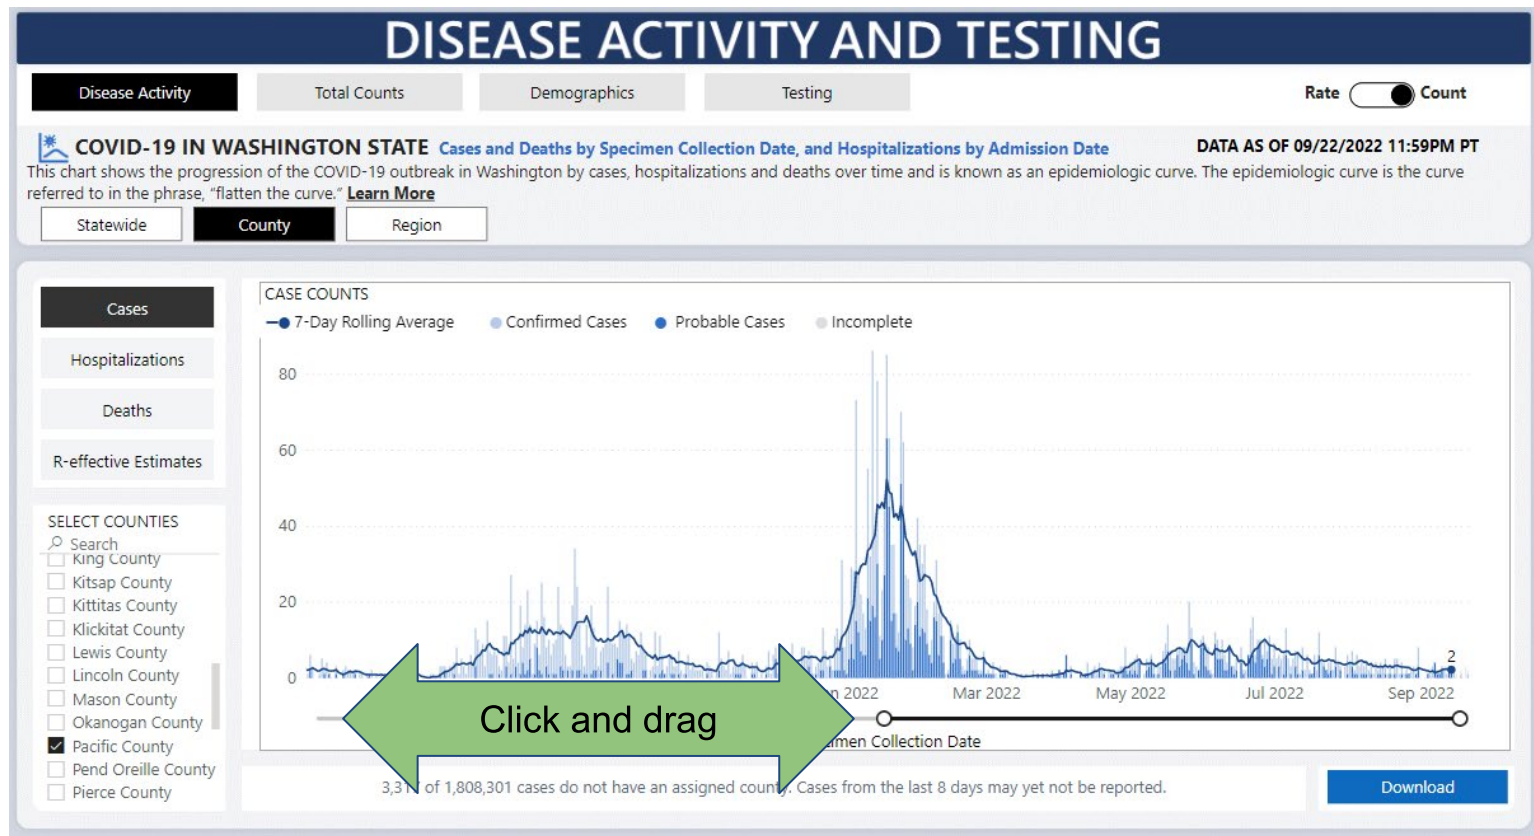 DISEASE ACTIVITY AND TESTING
Disease Activity
Total Counts
Demographics
Testing
Rate
Count
COVID-19 IN WASHINGTON STATE Cases and Deaths by Specimen Collection Date, and Hospitalizations by Admission Date
DATA AS OF 09/22/2022 11:59PM PT
This chart shows the progression of the COVID-19 outbreak in Washington by cases, hospitalizations and deaths over time and is known as an epidemiologic curve. The epidemiologic curve is the curve
referred to in the phrase, "flatten the curve." Learn More
Statewide
County
Region
Cases
Hospitalizations
Deaths
R-effective Estimates
SELECT COUNTIES
Search
King County
Kitsap County
Kittitas County
Klickitat County
Lewis County
Lincoln County
Mason County
Okanogan County
Pacific County
Pend Oreille County
Pierce County
CASE COUNTS
7-Day Rolling Average
Confirmed Cases
Probable Cases
Incomplete
80
60
40
20
0
2
2022
Mar 2022
May 2022
Jul 2022
Sep 2022
Click and drag
Collection Date
of 1,808,301 cases do not have an assigned county. Cases from the last 8 days may yet not be reported.
Download